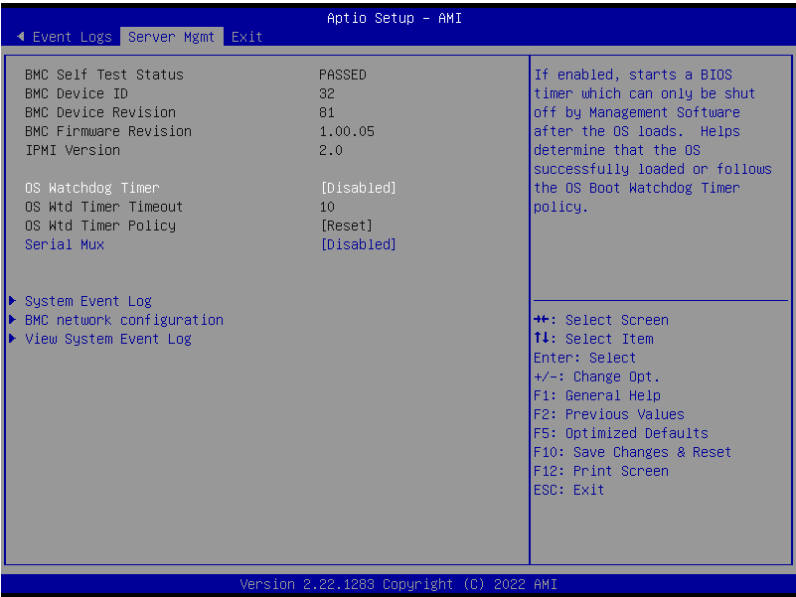 Aptio Setup – AMI
Event Logs Server Mgmt Exit
BMC Self Test Status PASSED
BMC Device ID 32
BMC Device Revision 81
BMC Firmware Revision 1.00.05
IPMI Version 2.0
OS Watchdog Timer [Disabled]
OS Wtd Timer Timeout 10
OS Wtd Timer Policy [Reset]
Serial Mux [Disabled]
System Event Log
BMC network configuration
View System Event Log
If enabled, starts a BIOS
timer which can only be shut
off by Management Software
after the OS loads. Helps
determine that the OS
successfully loaded or follows
the OS Boot Watchdog Timer
policy.
→←: Select Screen
↑↓: Select Item
Enter: Select
+/-: Change Opt.
F1: General Help
F2: Previous Values
F5: Optimized Defaults
F10: Save Changes & Reset
F12: Print Screen
ESC: Exit
Version 2.22.1283 Copyright (C) 2022 AMI